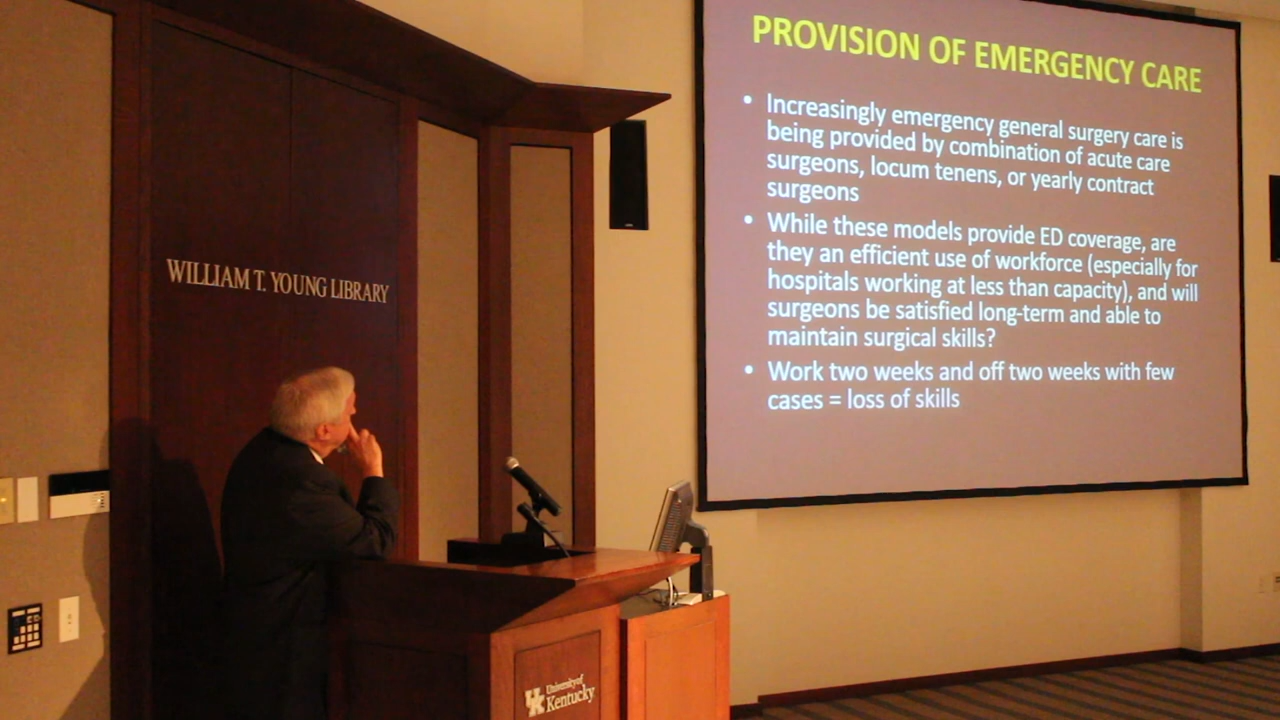 PROVISION OF EMERGENCY CARE
• Increasingly emergency general surgery care is
being provided by combination of acute care
surgeons, locum tenens, or yearly contract
surgeons
• While these models provide ED coverage, are
they an efficient use of workforce (especially for
hospitals working at less than capacity), and will
surgeons be satisfied long-term and able to
maintain surgical skills?
• Work two weeks and off two weeks with few
cases = loss of skills
WILLIAM T. YOUNG LIBRARY
UK
University of
Kentucky